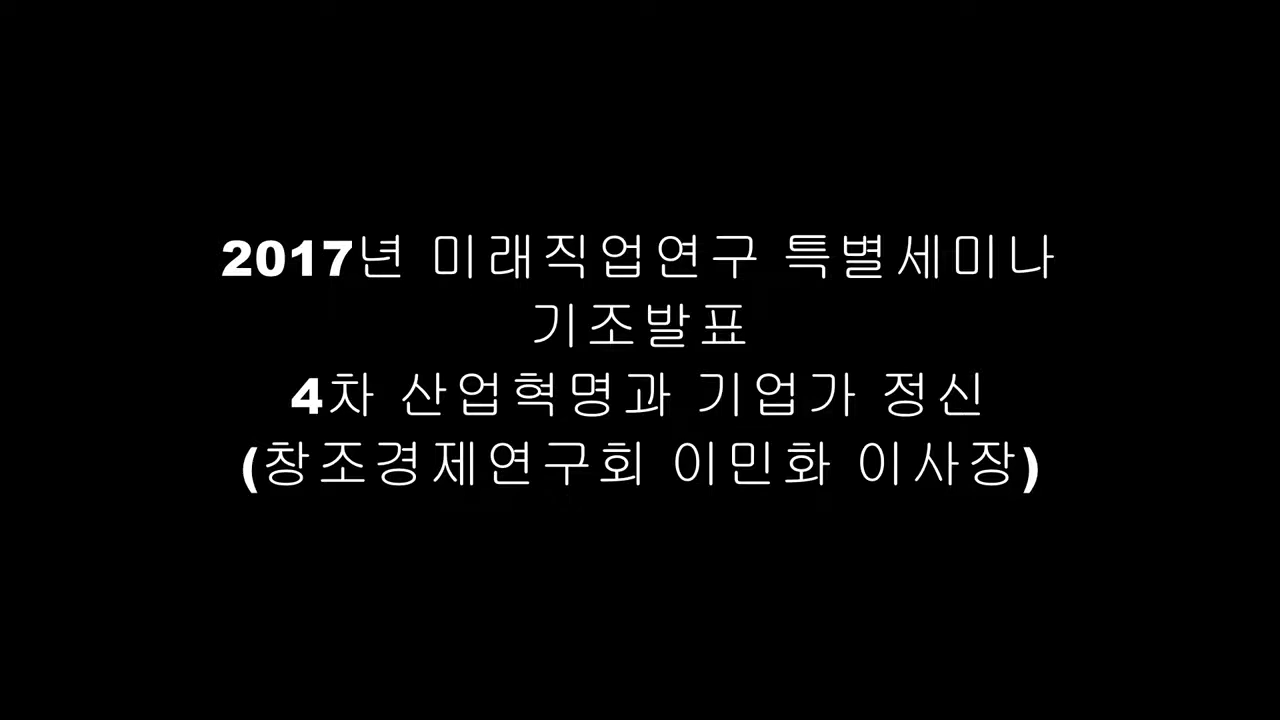 2017년 미래직업연구 특별세미나
기조발표
4차 산업혁명과 기업가 정신
(창조경제연구회 이민화 이사장)